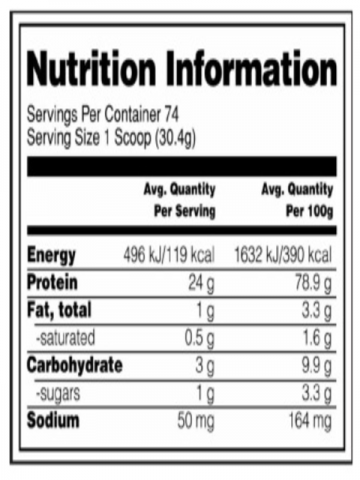 Nutrition Information
Servings Per Container 74
Serving Size 1 Scoop (30.4g)
Avg. Quantity Avg. Quantity
Per Serving Per 100g
Energy 496 kJ/119 kcal 1632 kJ/390 kcal
Protein 24 g 78.9 g
Fat, total 1 g 3.3 g
-saturated 0.5 g 1.6 g
Carbohydrate 3 g 9.9 g
-sugars 1 g 3.3 g
Sodium 50 mg 164 mg